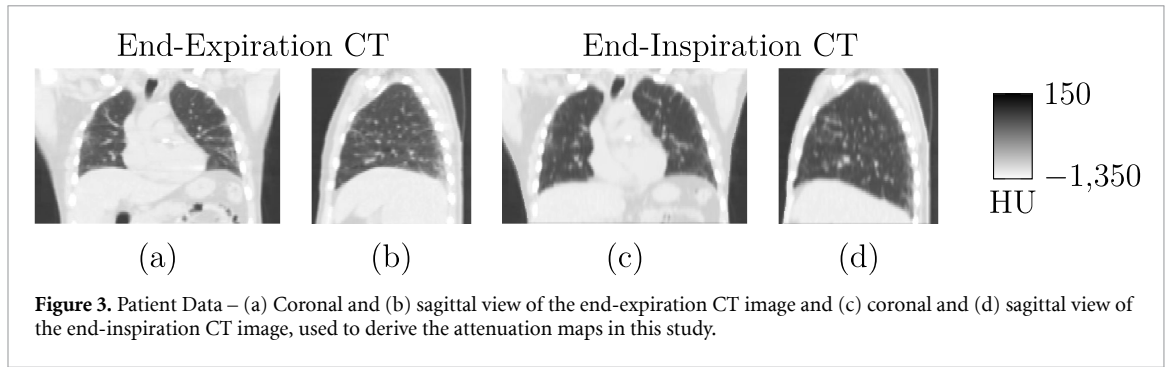 End-Expiration CT
End-Inspiration CT
150
−1,350
HU
(a)
(b)
(c)
(d)
Figure 3. Patient Data – (a) Coronal and (b) sagittal view of the end-expiration CT image and (c) coronal and (d) sagittal view of
the end-inspiration CT image, used to derive the attenuation maps in this study.